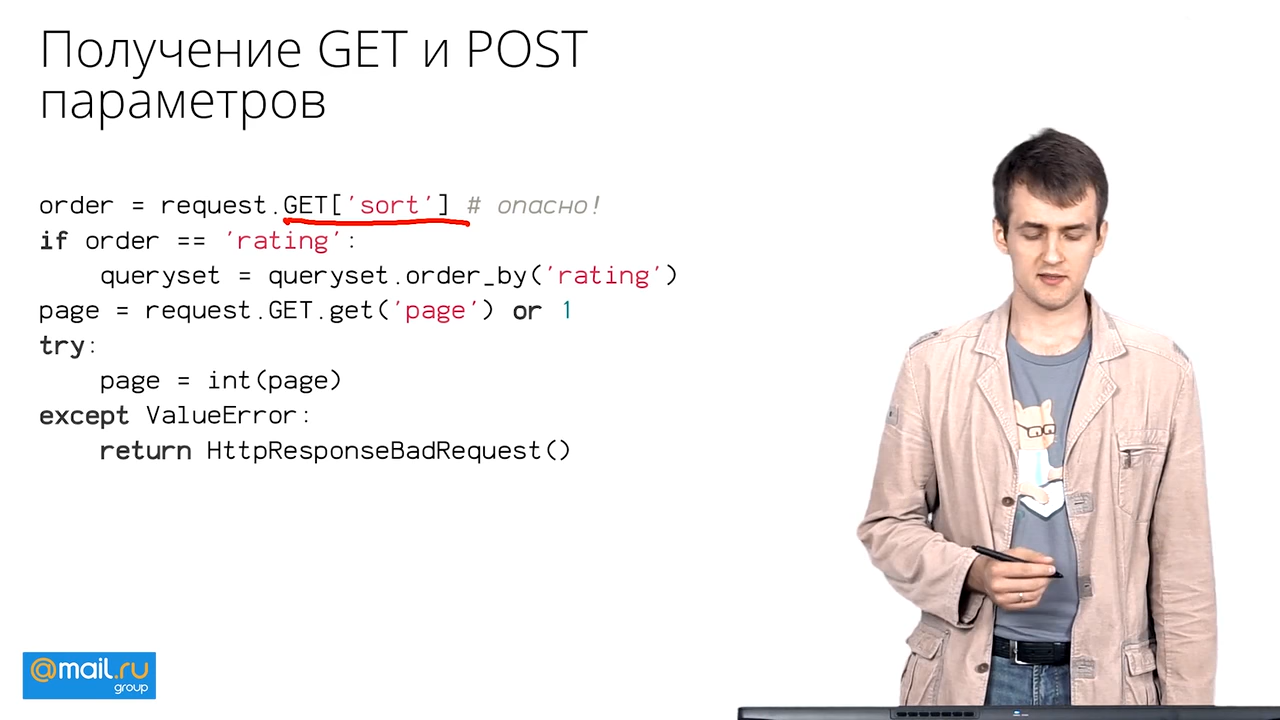 Получение GET и POST
параметров
order = request.GET['sort'] # опасно!
if order == 'rating':
    queryset = queryset.order_by('rating')
page = request.GET.get('page') or 1
try:
    page = int(page)
except ValueError:
    return HttpResponseBadRequest()
@mail.ru
group